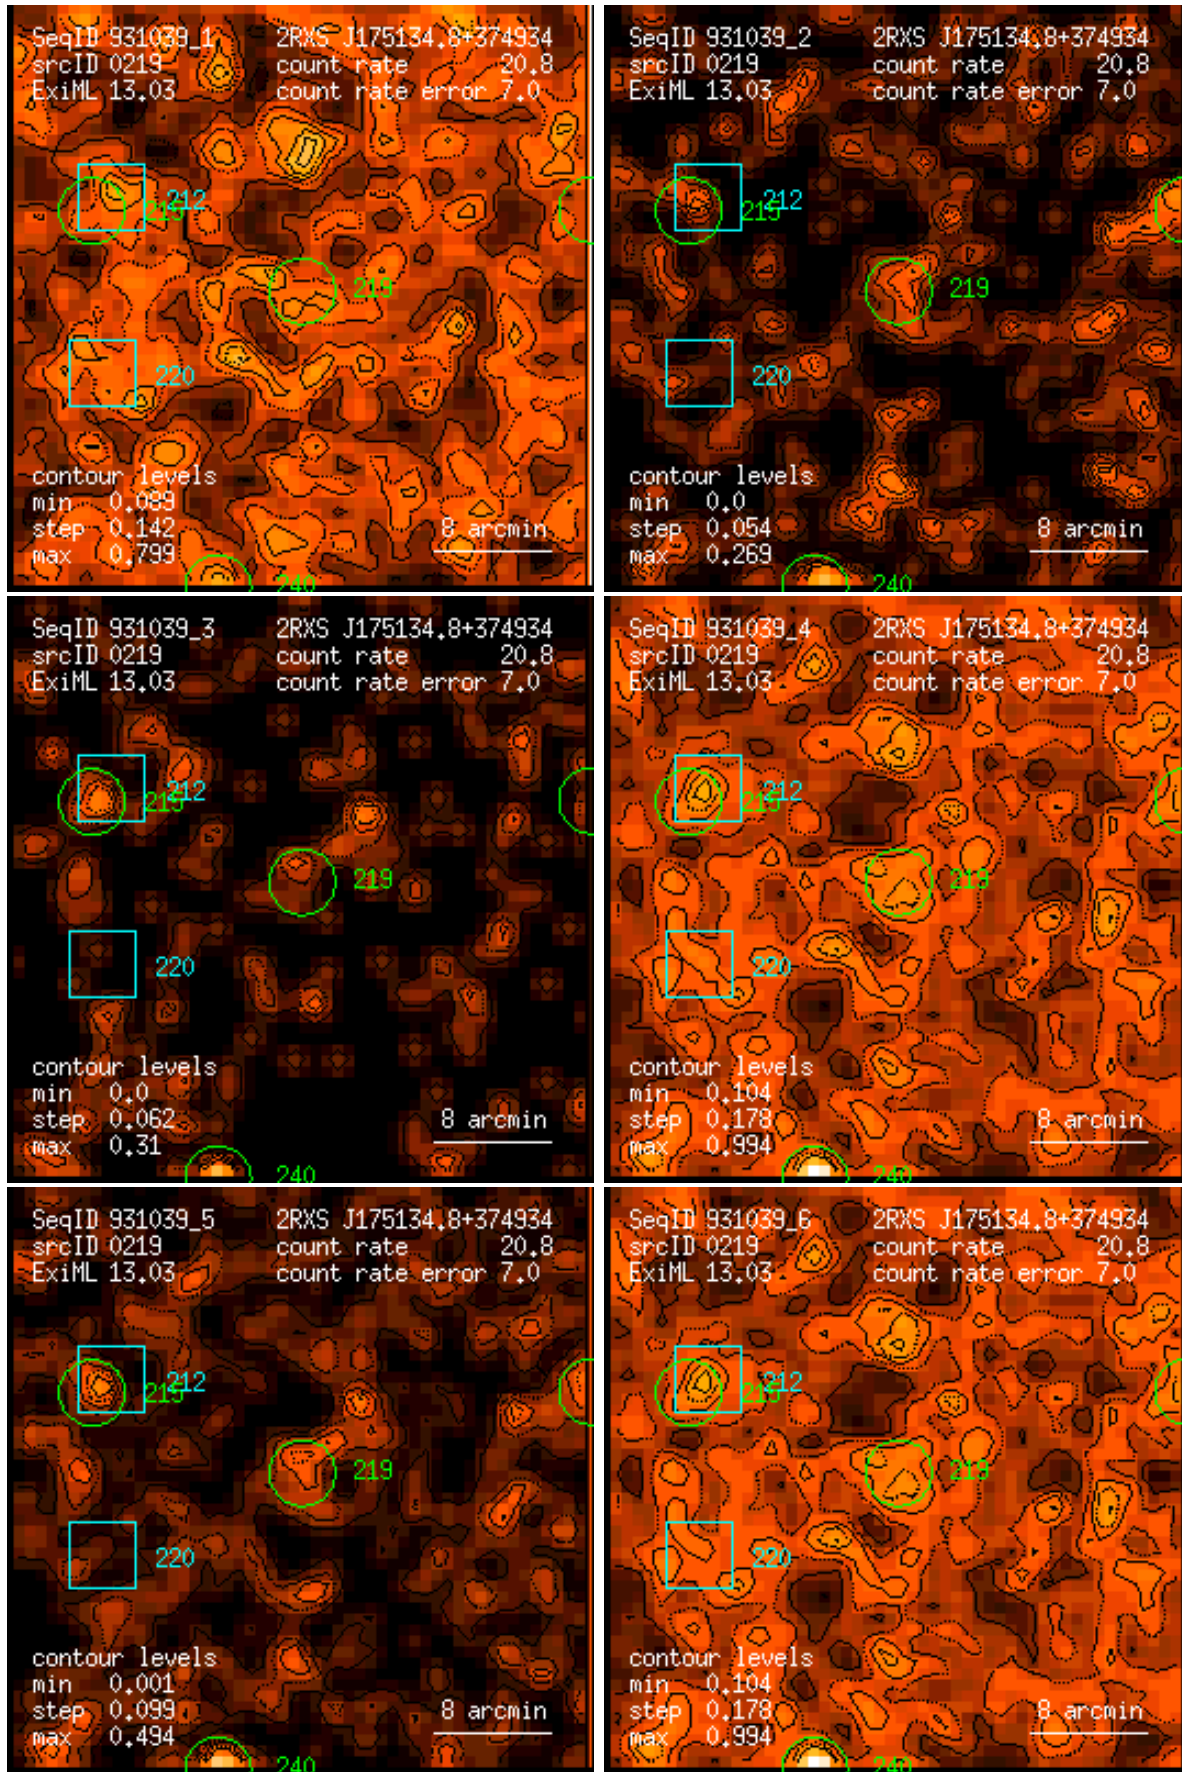 SeqID 931039_1 2RXS J175134.8+374934
srcID 0219 count rate 20.8
ExiML 13.03 count rate error 7.0
212
219
220
contour levels
min 0.089
step 0.142
max 0.799
8 arcmin
240
SeqID 931039_2 2RXS J175134.8+374934
srcID 0219 count rate 20.8
ExiML 13.03 count rate error 7.0
212
219
220
contour levels
min 0.0
step 0.054
max 0.269
8 arcmin
240
SeqID 931039_3 2RXS J175134.8+374934
srcID 0219 count rate 20.8
ExiML 13.03 count rate error 7.0
212
219
220
contour levels
min 0.0
step 0.062
max 0.31
8 arcmin
240
SeqID 931039_4 2RXS J175134.8+374934
srcID 0219 count rate 20.8
ExiML 13.03 count rate error 7.0
212
219
220
contour levels
min 0.104
step 0.178
max 0.994
8 arcmin
240
SeqID 931039_5 2RXS J175134.8+374934
srcID 0219 count rate 20.8
ExiML 13.03 count rate error 7.0
212
219
220
contour levels
min 0.001
step 0.099
max 0.494
8 arcmin
240
SeqID 931039_6 2RXS J175134.8+374934
srcID 0219 count rate 20.8
ExiML 13.03 count rate error 7.0
212
219
220
contour levels
min 0.104
step 0.178
max 0.994
8 arcmin
240